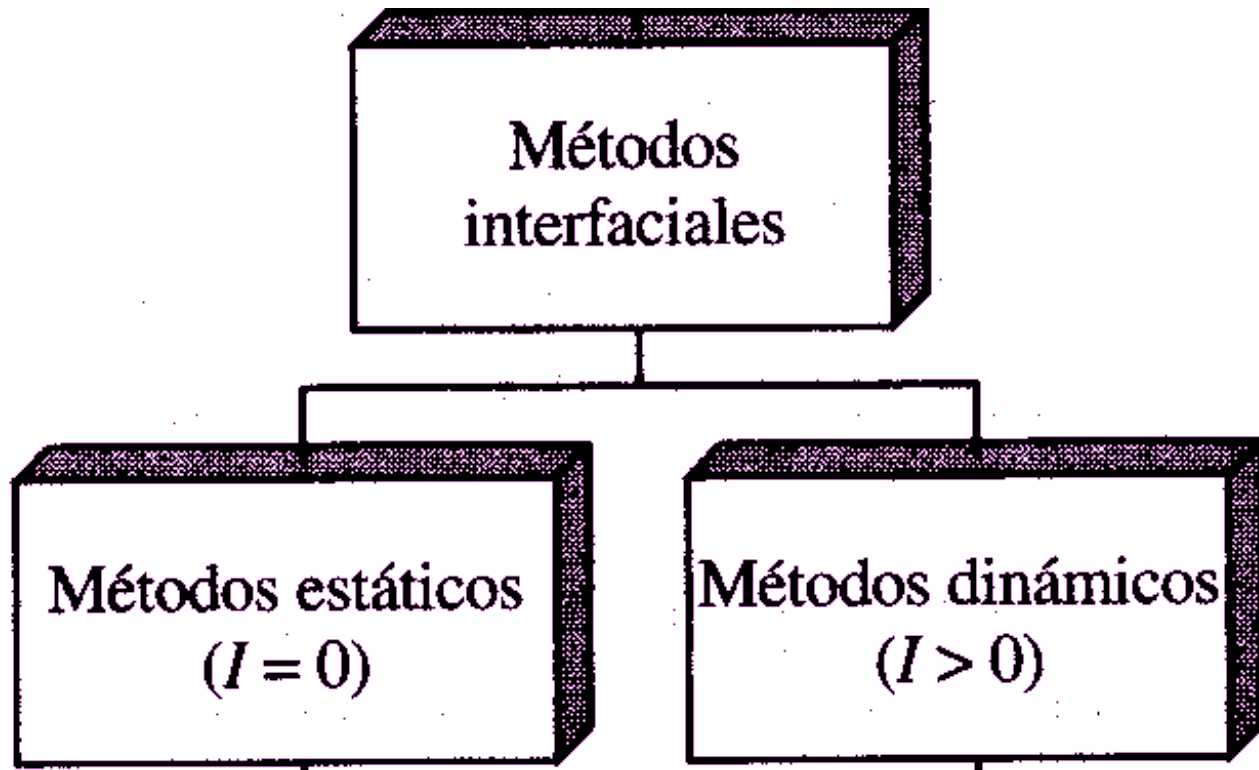 Métodos
interfaciales
Métodos estáticos
(I = 0)
Métodos dinámicos
(I > 0)